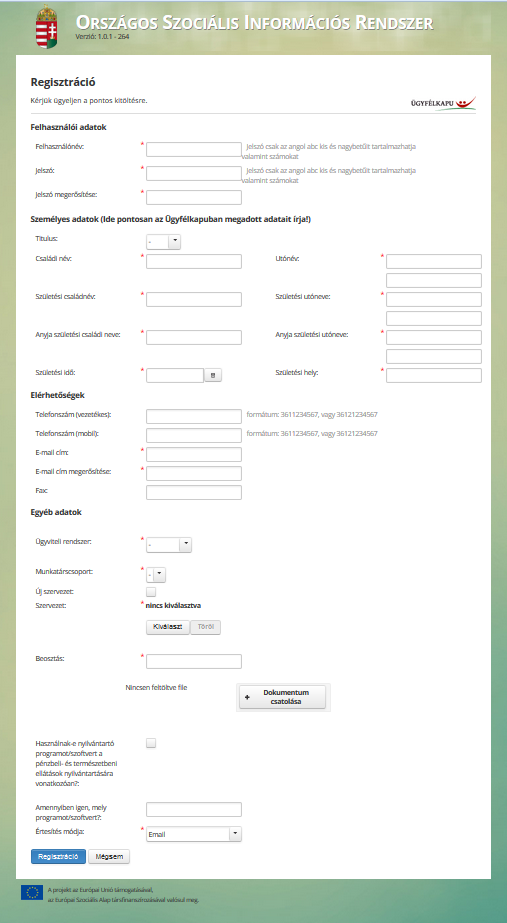 Országos Szociális Információs Rendszer
Verzió: 1.0.1 - 264
Regisztráció
Kérjük ügyeljen a pontos kitöltésre.
ÜGYFÉLKAPU
Felhasználói adatok
Felhasználónév: * Jelszó csak az angol abc kis és nagybetűit tartalmazhatja
valamint számokat
Jelszó: * Jelszó csak az angol abc kis és nagybetűit tartalmazhatja
valamint számokat
Jelszó megerősítése: *
Személyes adatok (Ide pontosan az Ügyfélkapuban megadott adatait írja!)
Titulus: -
Családi név: * Utónév: *
Születési családnév: * Születési utóneve: *
Anyja születési családi neve: * Anyja születési utóneve: *
Születési idő: * Születési hely: *
Elérhetőségek
Telefonszám (vezetékes): formátum: 3611234567, vagy 36121234567
Telefonszám (mobil): formátum: 3611234567, vagy 36121234567
E-mail cím: *
E-mail cím megerősítése: *
Fax:
Egyéb adatok
Ügyviteli rendszer: * -
Munkatárscsoport: * -
Új szervezet:
Szervezet: * nincs kiválasztva
Kiválaszt Töröl
Beosztás: *
Nincsen feltöltve file + Dokumentum
csatolása
Használnak-e nyilvántartó
programot/szoftvert a
pénzbeli- és természetbeni
ellátások nyilvántartására
vonatkozóan?:
Amennyiben igen, mely
programot/szoftvert?:
Értesítés módja: * Email
Regisztráció Mégsem
A projekt az Európai Unió támogatásával,
az Európai Szociális Alap társfinanszírozásával valósul meg.